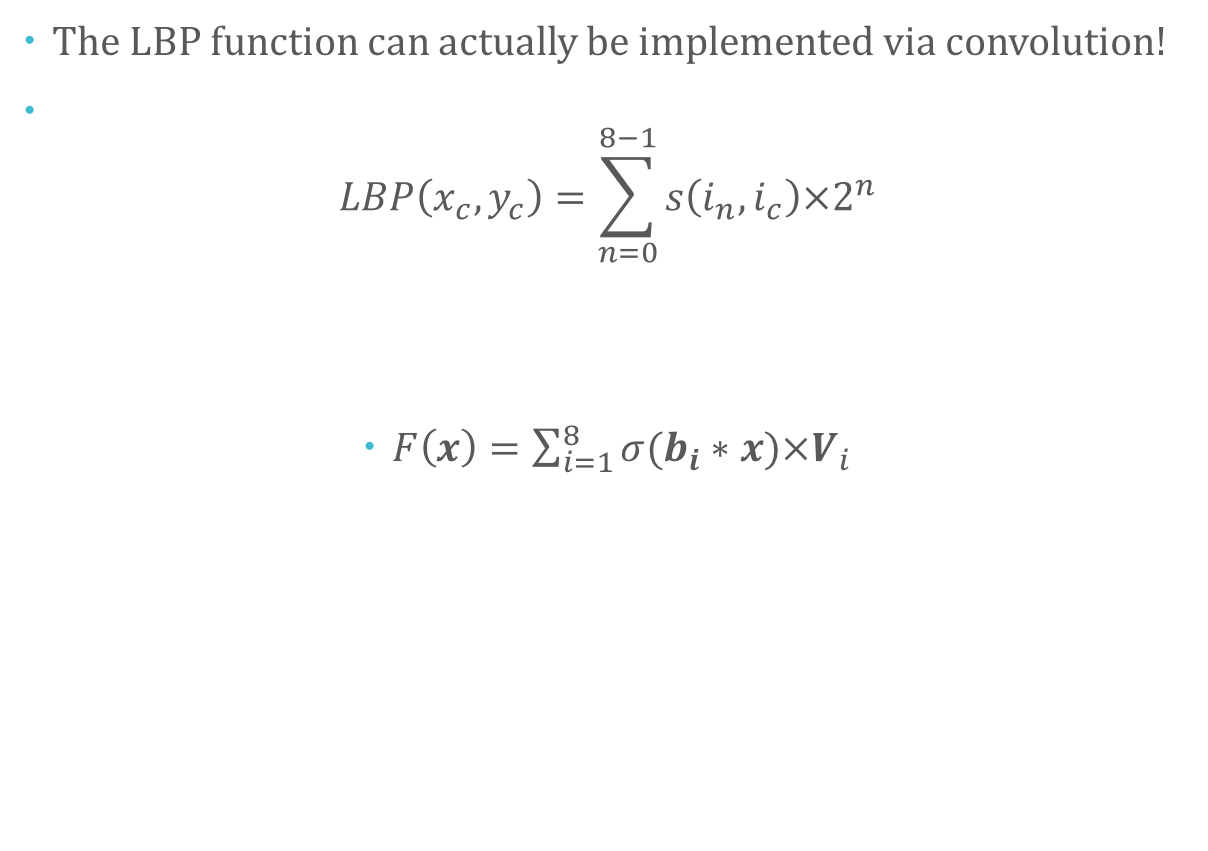 • The LBP function can actually be implemented via convolution!
•
LBP(x_c, y_c) = ∑_{n=0}^{8−1} s(i_n, i_c)×2^n
• F(𝒙) = ∑_{i=1}^{8} σ(𝒃_𝒊 ∗ 𝒙)×𝑽_i